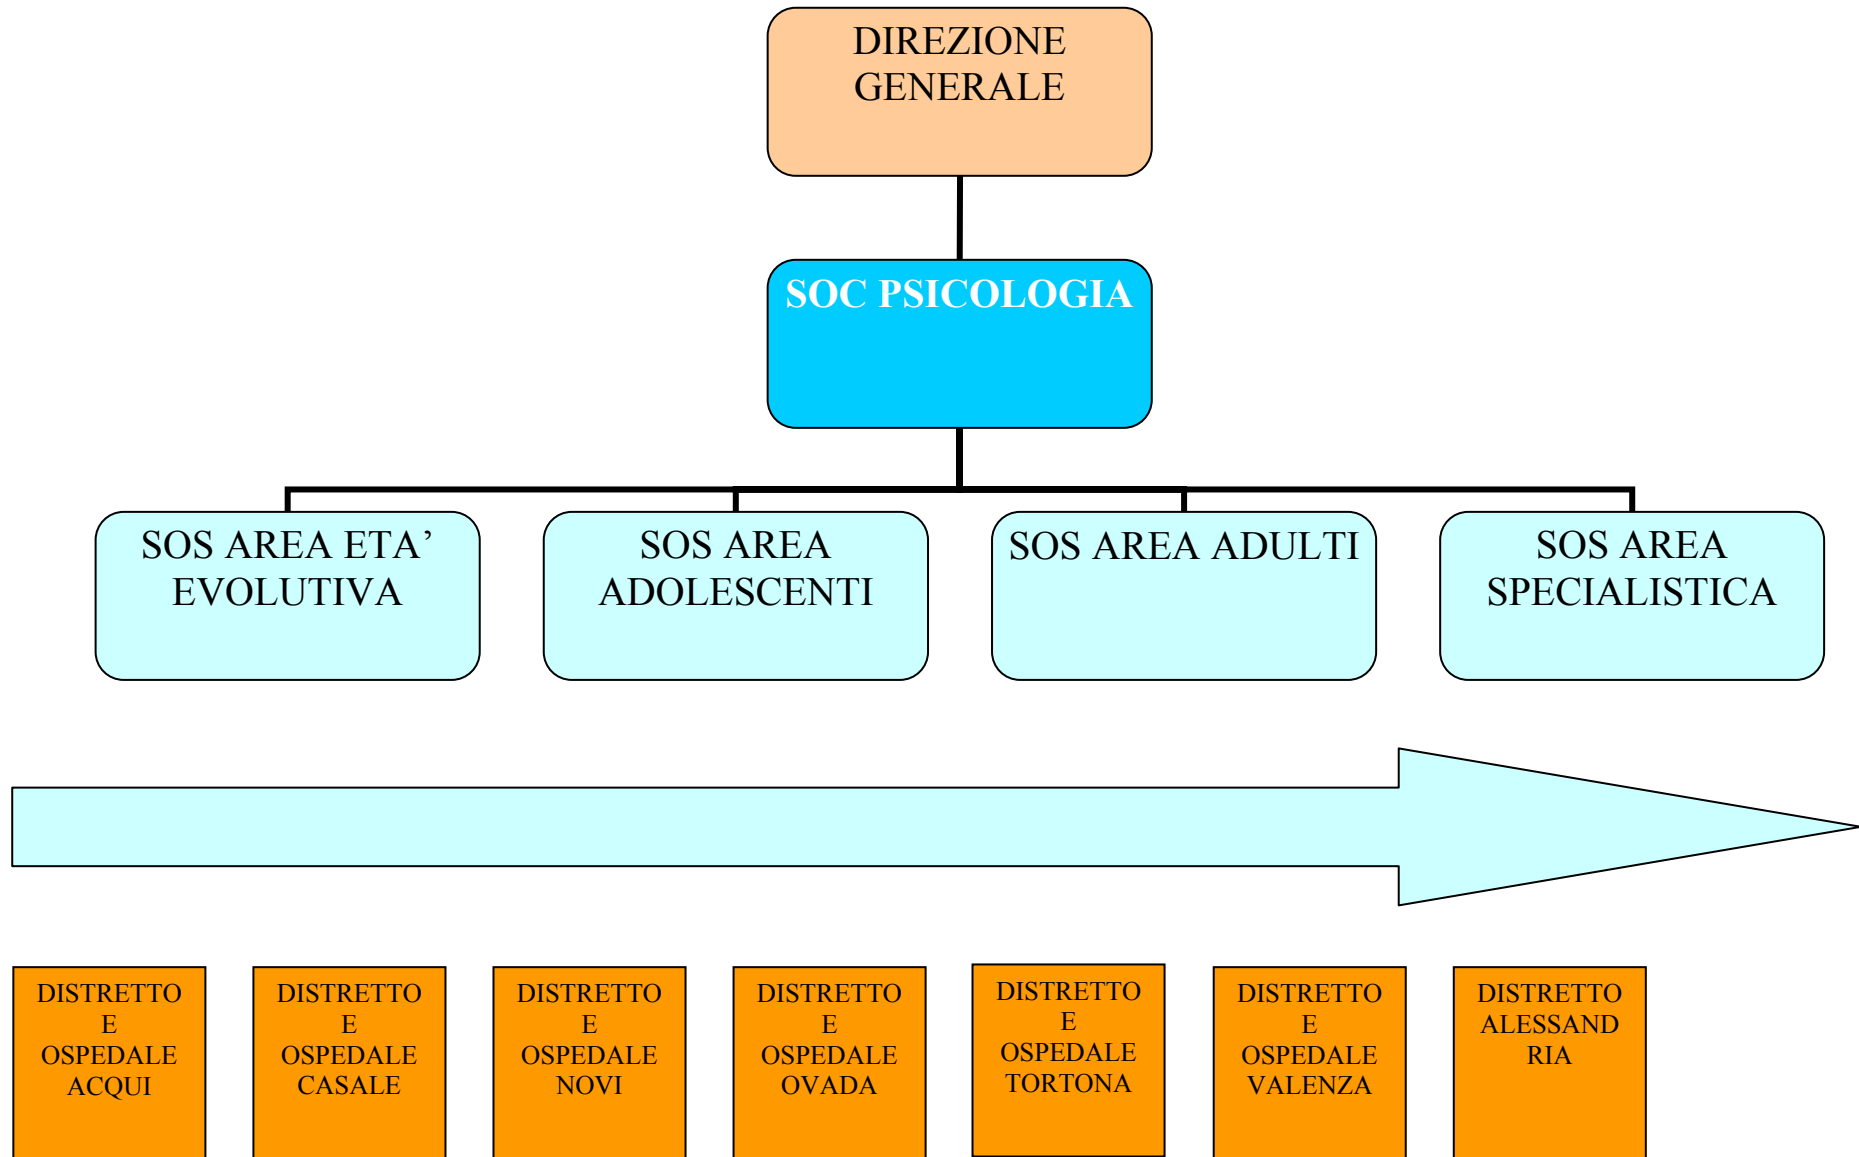 DIREZIONE
GENERALE
SOC PSICOLOGIA
SOS AREA ETA’
EVOLUTIVA
SOS AREA
ADOLESCENTI
SOS AREA ADULTI
SOS AREA
SPECIALISTICA
DISTRETTO
E
OSPEDALE
ACQUI
DISTRETTO
E
OSPEDALE
CASALE
DISTRETTO
E
OSPEDALE
NOVI
DISTRETTO
E
OSPEDALE
OVADA
DISTRETTO
E
OSPEDALE
TORTONA
DISTRETTO
E
OSPEDALE
VALENZA
DISTRETTO
ALESSAND
RIA